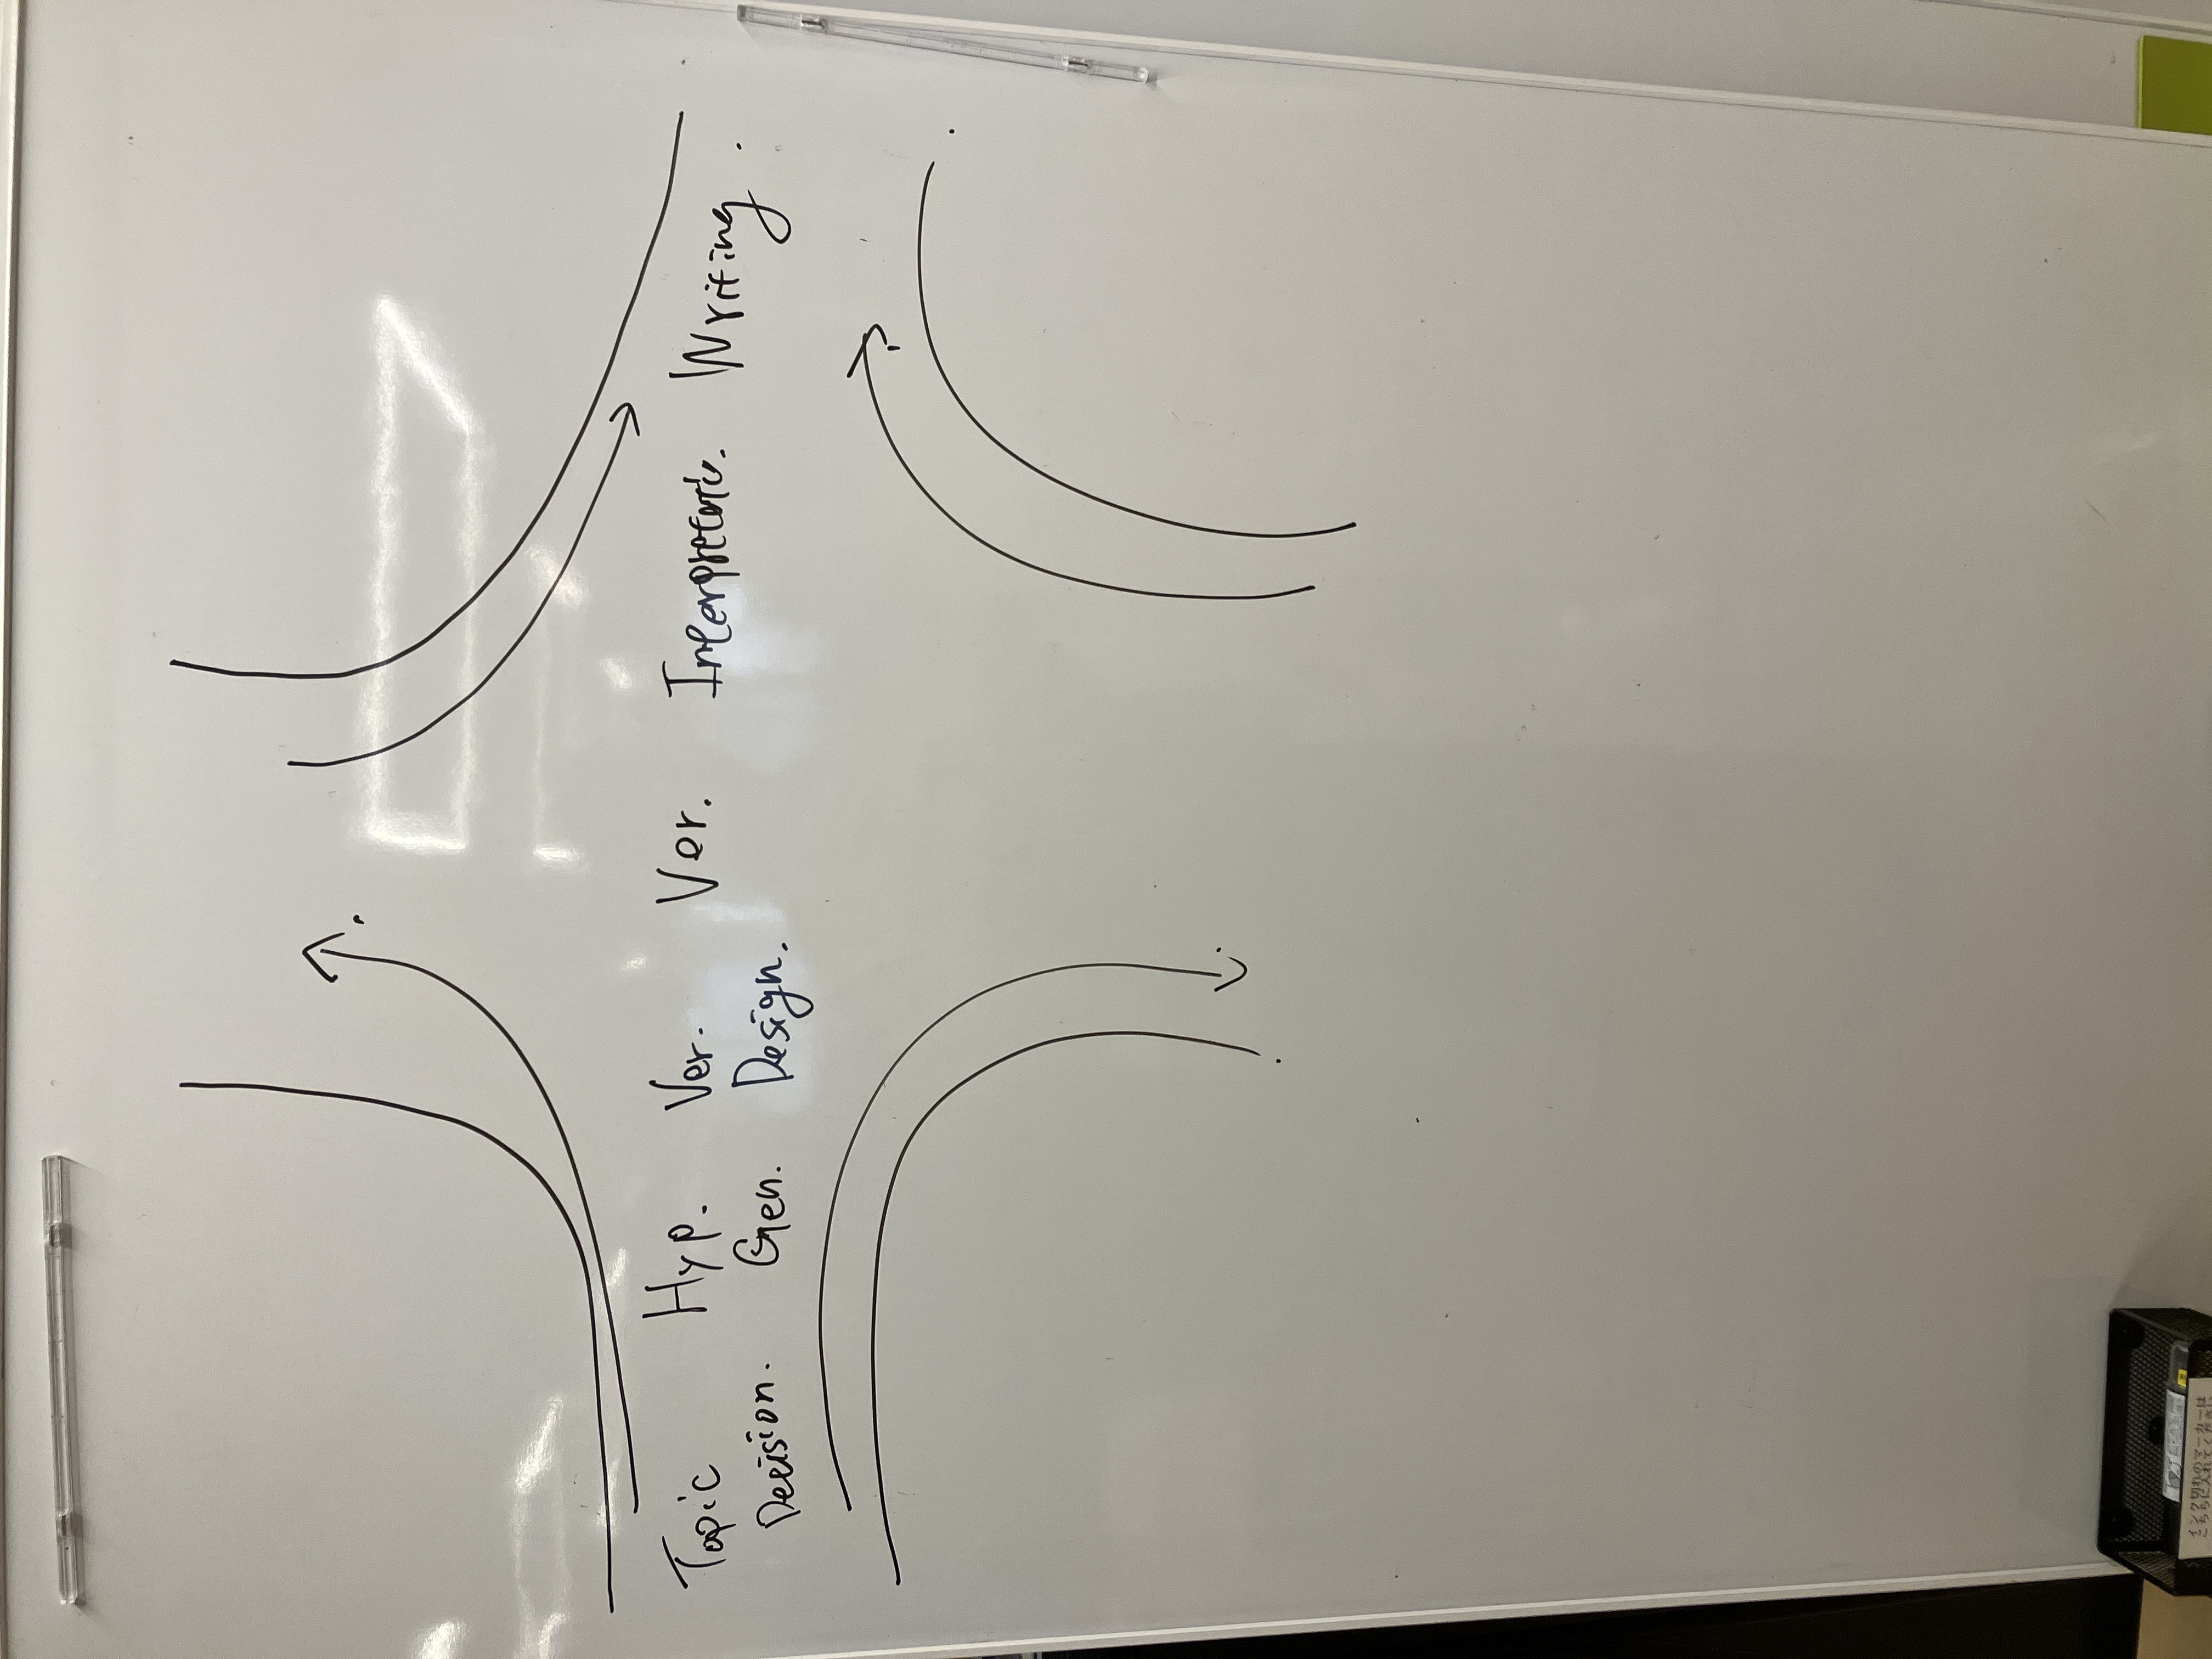 Topic Hyp. Ver. Ver. Interpretati. Writing.
Decision. Gen. Design.
インク切れのマーカーは
こちらに入れてください